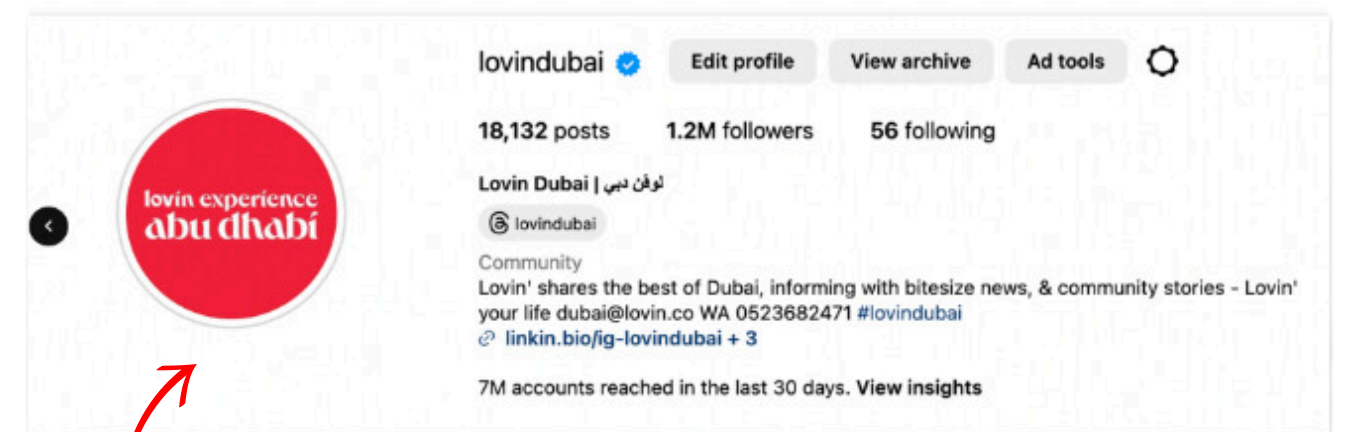 lovindubai Edit profile View archive Ad tools
18,132 posts 1.2M followers 56 following
lovin experience
abu dhabi
Lovin Dubai | لوفن دبي
lovindubai
Community
Lovin' shares the best of Dubai, informing with bitesize news, & community stories - Lovin'
your life dubai@lovin.co WA 0523682471 #lovindubai
linkin.bio/ig-lovindubai + 3
7M accounts reached in the last 30 days. View insights